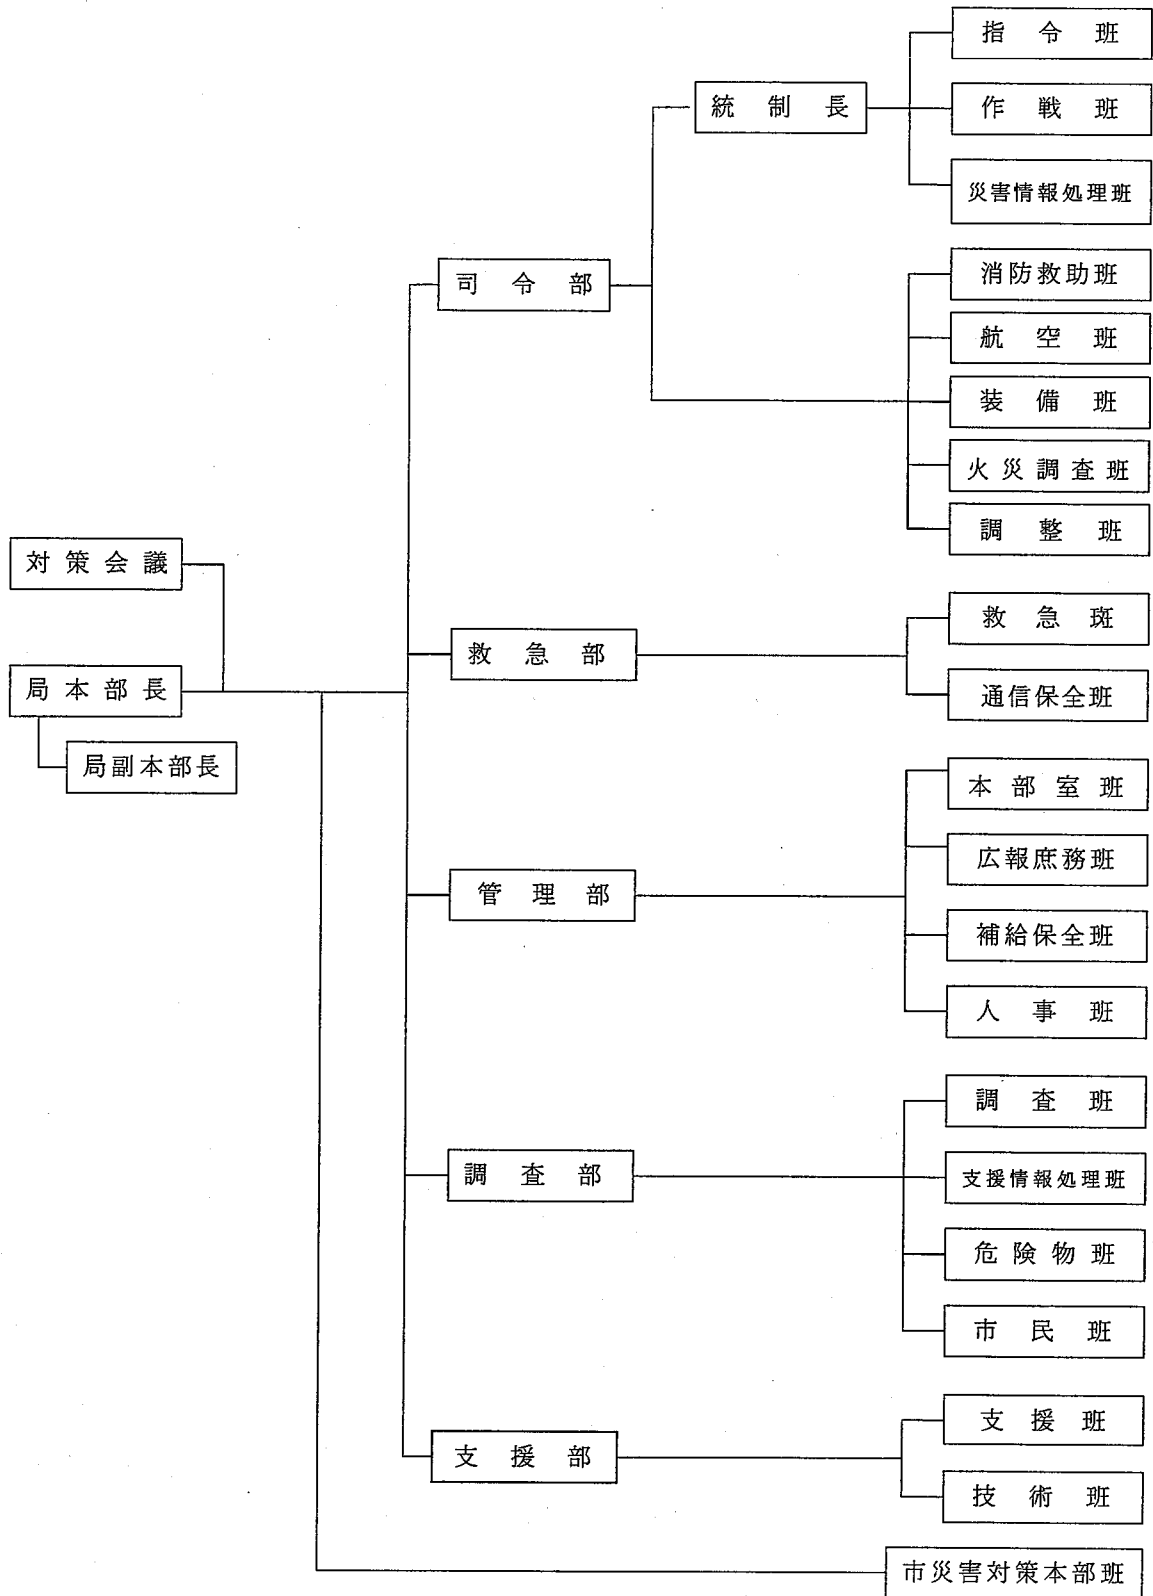 指令班
統制長
作戦班
災害情報処理班
司令部
消防救助班
航空班
装備班
火災調査班
調整班
対策会議
局本部長
局副本部長
救急部
救急斑
通信保全班
管理部
本部室班
広報庶務班
補給保全班
人事班
調査部
調査班
支援情報処理班
危険物班
市民班
支援部
支援班
技術班
市災害対策本部班